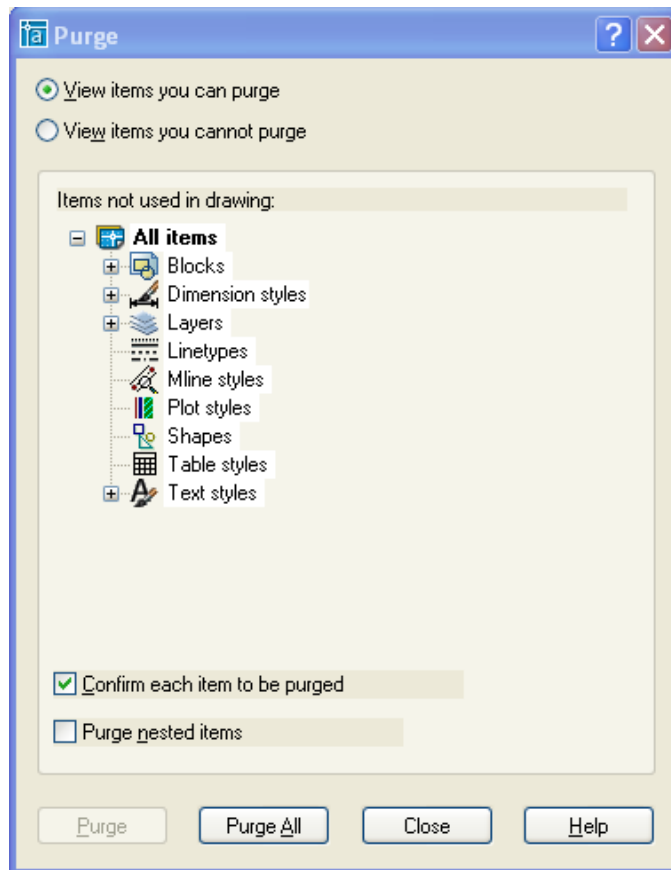 Purge
View items you can purge
View items you cannot purge
Items not used in drawing:
All items
Blocks
Dimension styles
Layers
Linetypes
Mline styles
Plot styles
Shapes
Table styles
Text styles
Confirm each item to be purged
Purge nested items
Purge Purge All Close Help